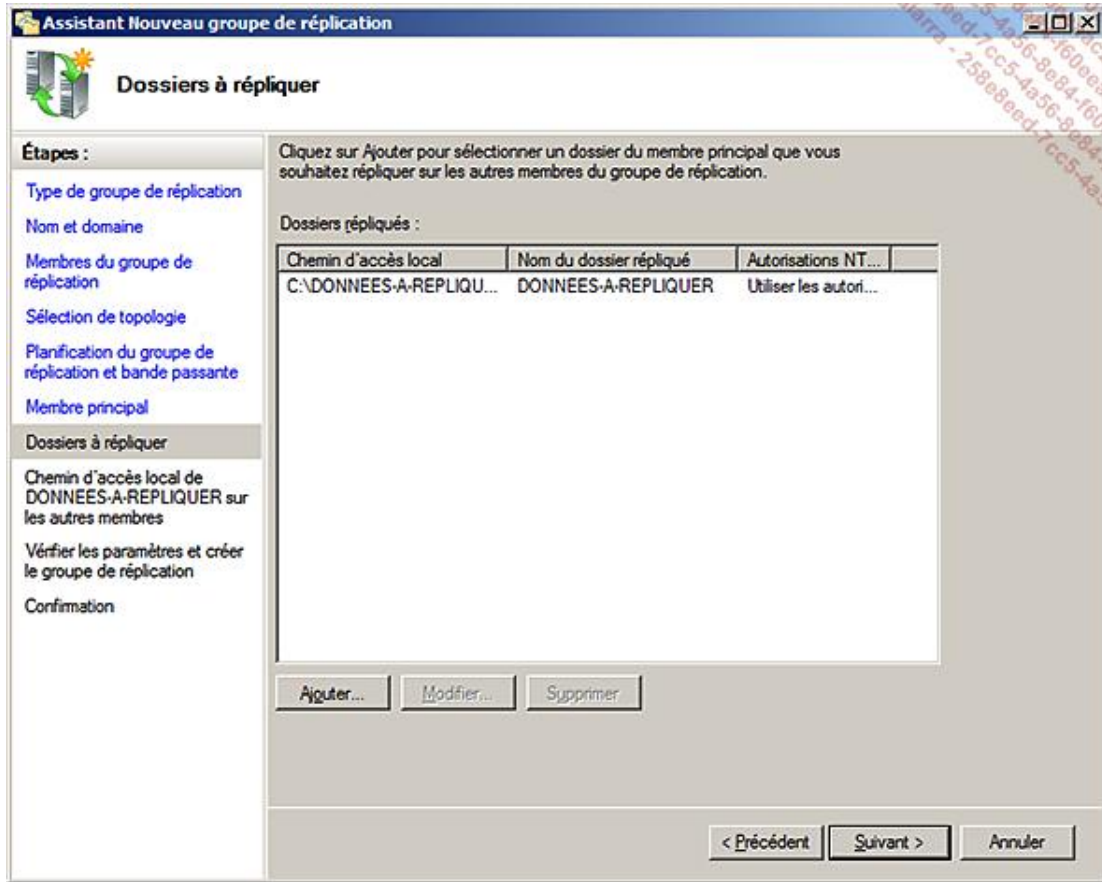 Assistant Nouveau groupe de réplication
Dossiers à répliquer
Étapes :
Type de groupe de réplication
Nom et domaine
Membres du groupe de
réplication
Sélection de topologie
Planification du groupe de
réplication et bande passante
Membre principal
Dossiers à répliquer
Chemin d'accès local de
DONNEES-A-REPLIQUER sur
les autres membres
Vérifier les paramètres et créer
le groupe de réplication
Confirmation
Cliquez sur Ajouter pour sélectionner un dossier du membre principal que vous
souhaitez répliquer sur les autres membres du groupe de réplication.
Dossiers répliqués :
Chemin d'accès local Nom du dossier répliqué Autorisations NT...
C:\DONNEES-A-REPLIQU... DONNEES-A-REPLIQUER Utiliser les autori...
Ajouter... Modifier... Supprimer
< Précédent Suivant > Annuler